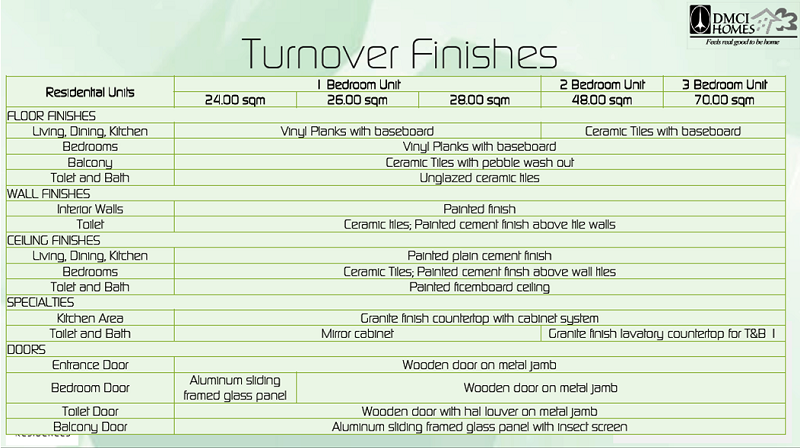 DMCI
HOMES
Feels real good to be home
Turnover Finishes
Residential Units
1 Bedroom Unit
2 Bedroom Unit
3 Bedroom Unit
24.00 sqm
26.00 sqm
28.00 sqm
48.00 sqm
70.00 sqm
FLOOR FINISHES
Living, Dining, Kitchen
Vinyl Planks with baseboard
Ceramic Tiles with baseboard
Bedrooms
Vinyl Planks with baseboard
Balcony
Ceramic Tiles with pebble wash out
Toilet and Bath
Unglazed ceramic tiles
WALL FINISHES
Interior Walls
Painted finish
Toilet
Ceramic tiles; Painted cement finish above tile walls
CEILING FINISHES
Living, Dining, Kitchen
Painted plain cement finish
Bedrooms
Ceramic Tiles; Painted cement finsh above wall tiles
Toilet and Bath
Painted ficemboard ceiling
SPECIALTIES
Kitchen Area
Granite finish countertop with cabinet system
Toilet and Bath
Mirror cabinet
Granite finish lavatory countertop for T&B 1
DOORS
Entrance Door
Wooden door on metal jamb
Bedroom Door
Aluminum sliding
framed glass panel
Wooden door on metal jamb
Toilet Door
Wooden door with hal louver on metal jamb
Balcony Door
Aluminum sliding framed glass panel with insect screen
RESIDENCES